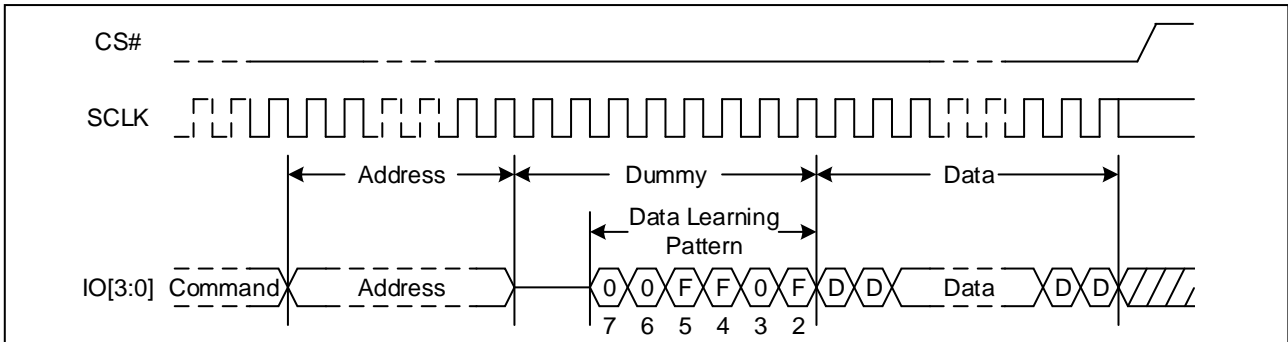 CS#
SCLK
Address Dummy Data
Data Learning
Pattern
IO[3:0] Command Address 0 0 F F 0 F D D Data D D
7 6 5 4 3 2